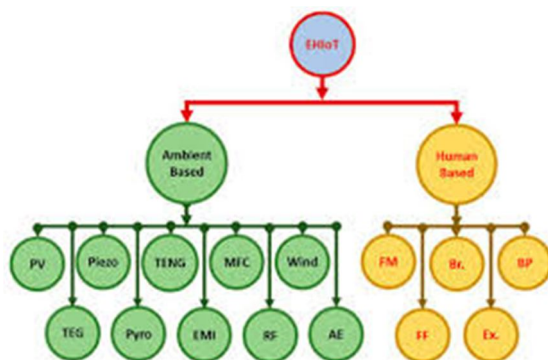 EHIoT
Ambient
Based
Human
Based
PV
Piezo
TENG
MFC
Wind
FM
Br.
BP
TEG
Pyro
EMI
RF
AE
FF
Ex.